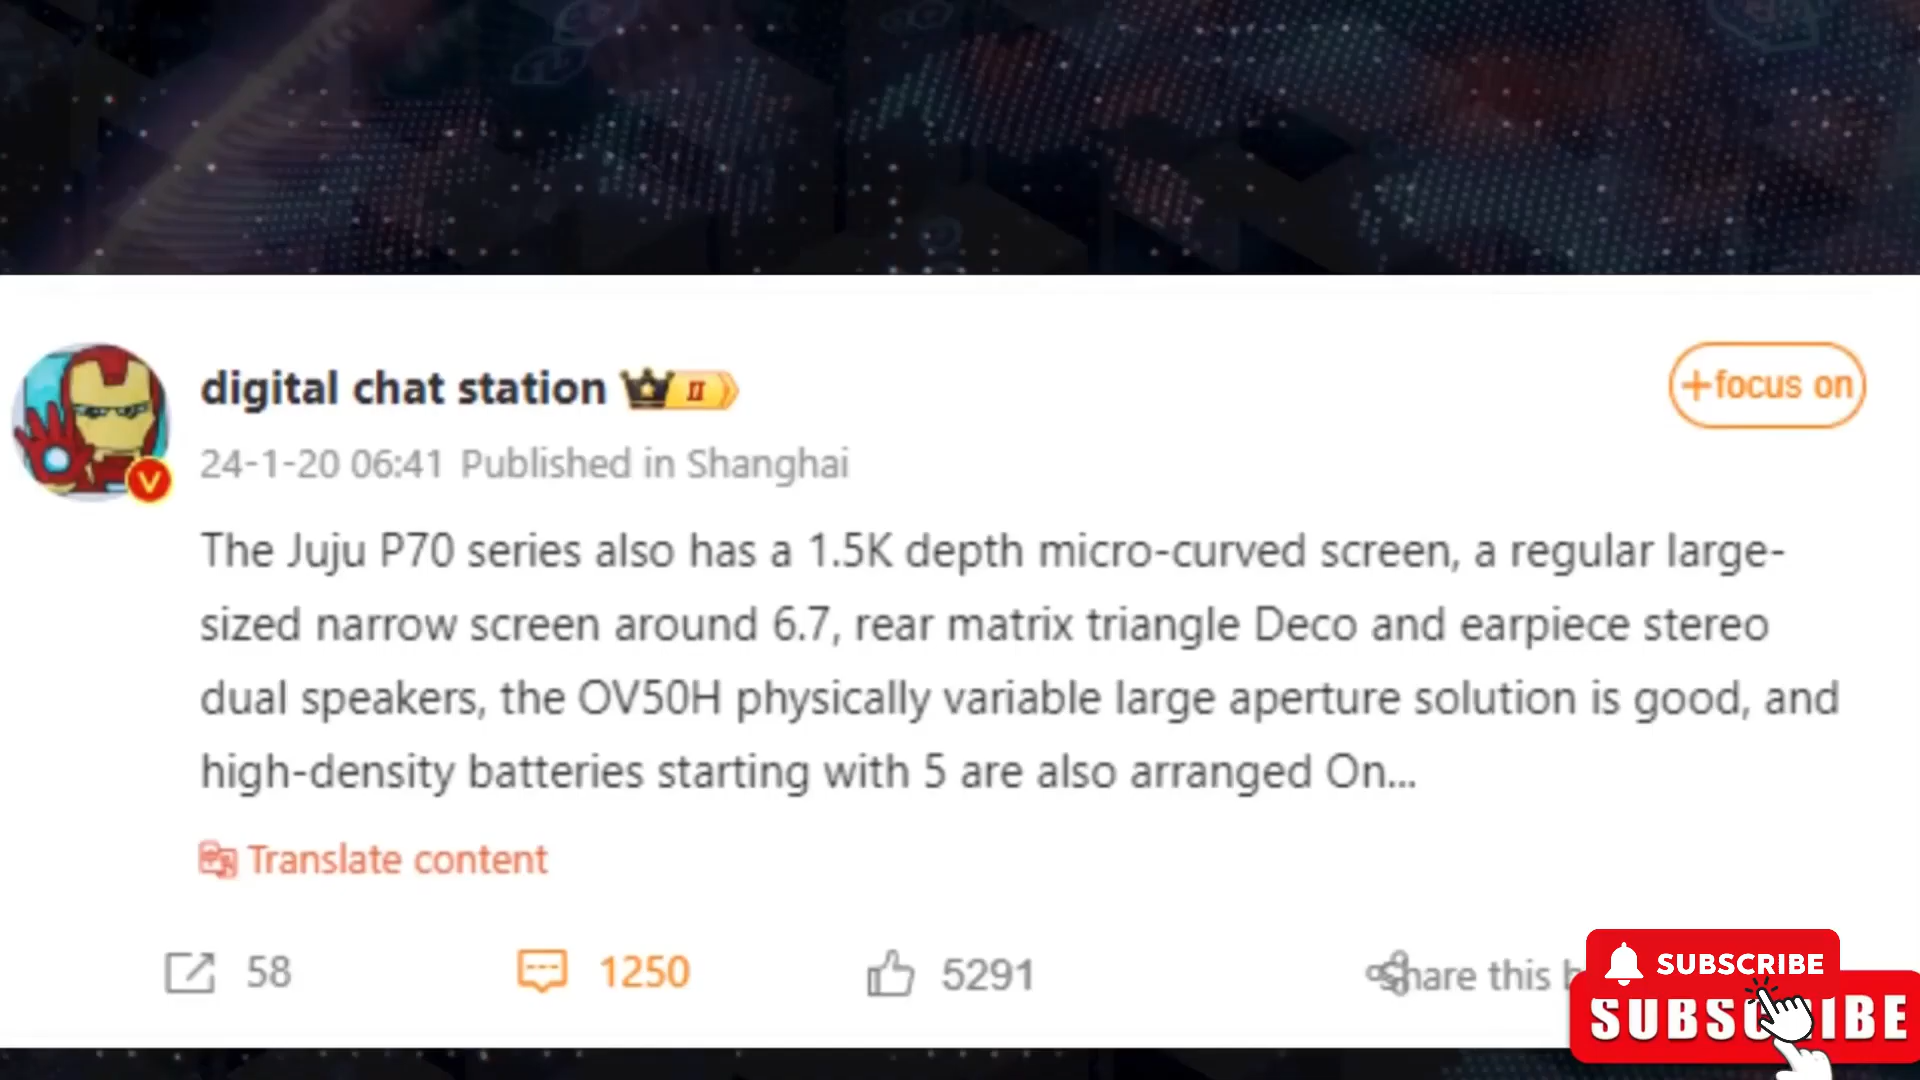 digital chat station II
+focus on
24-1-20 06:41 Published in Shanghai
The Juju P70 series also has a 1.5K depth micro-curved screen, a regular large-
sized narrow screen around 6.7, rear matrix triangle Deco and earpiece stereo
dual speakers, the OV50H physically variable large aperture solution is good, and
high-density batteries starting with 5 are also arranged On...
Translate content
58 1250 5291 Share this b
SUBSCRIBE